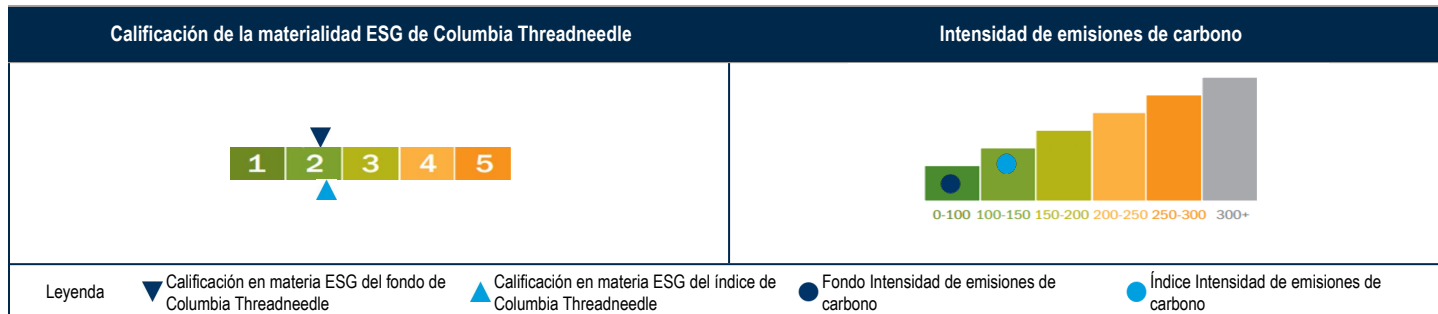 Calificación de la materialidad ESG de Columbia Threadneedle
Intensidad de emisiones de carbono
1 2 3 4 5
0-100 100-150 150-200 200-250 250-300 300+
Leyenda
Calificación en materia ESG del fondo de
Columbia Threadneedle
Calificación en materia ESG del índice de
Columbia Threadneedle
Fondo Intensidad de emisiones de
carbono
Índice Intensidad de emisiones de
carbono